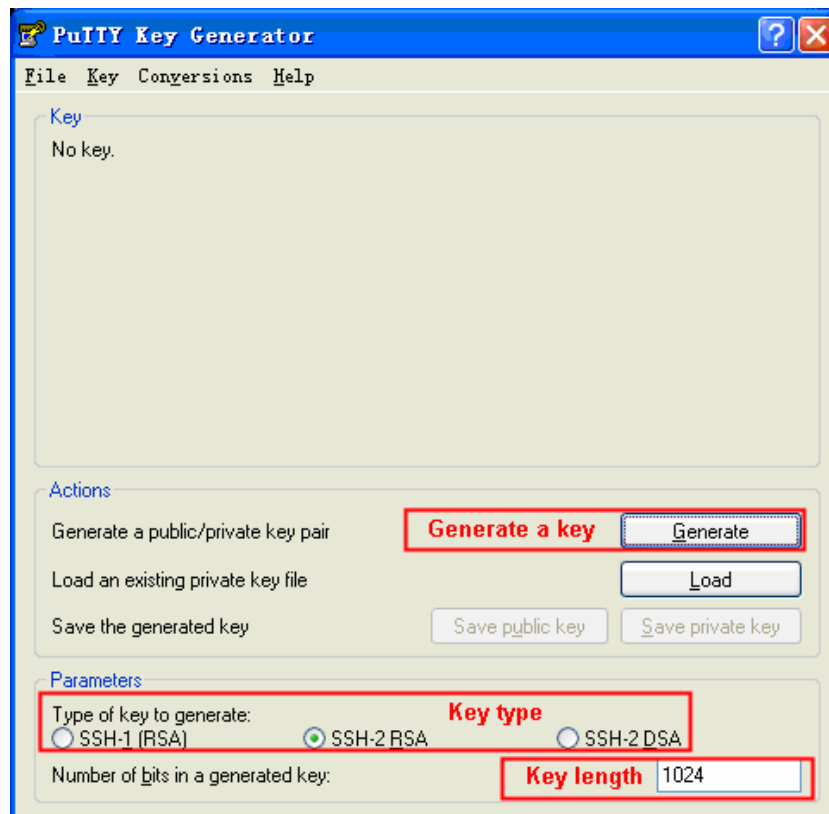 PuTTY Key Generator
File Key Conversions Help
Key
No key.
Actions
Generate a public/private key pair Generate a key Generate
Load an existing private key file Load
Save the generated key Save public key Save private key
Parameters
Type of key to generate: Key type
SSH-1 (RSA) SSH-2 RSA SSH-2 DSA
Number of bits in a generated key: Key length 1024